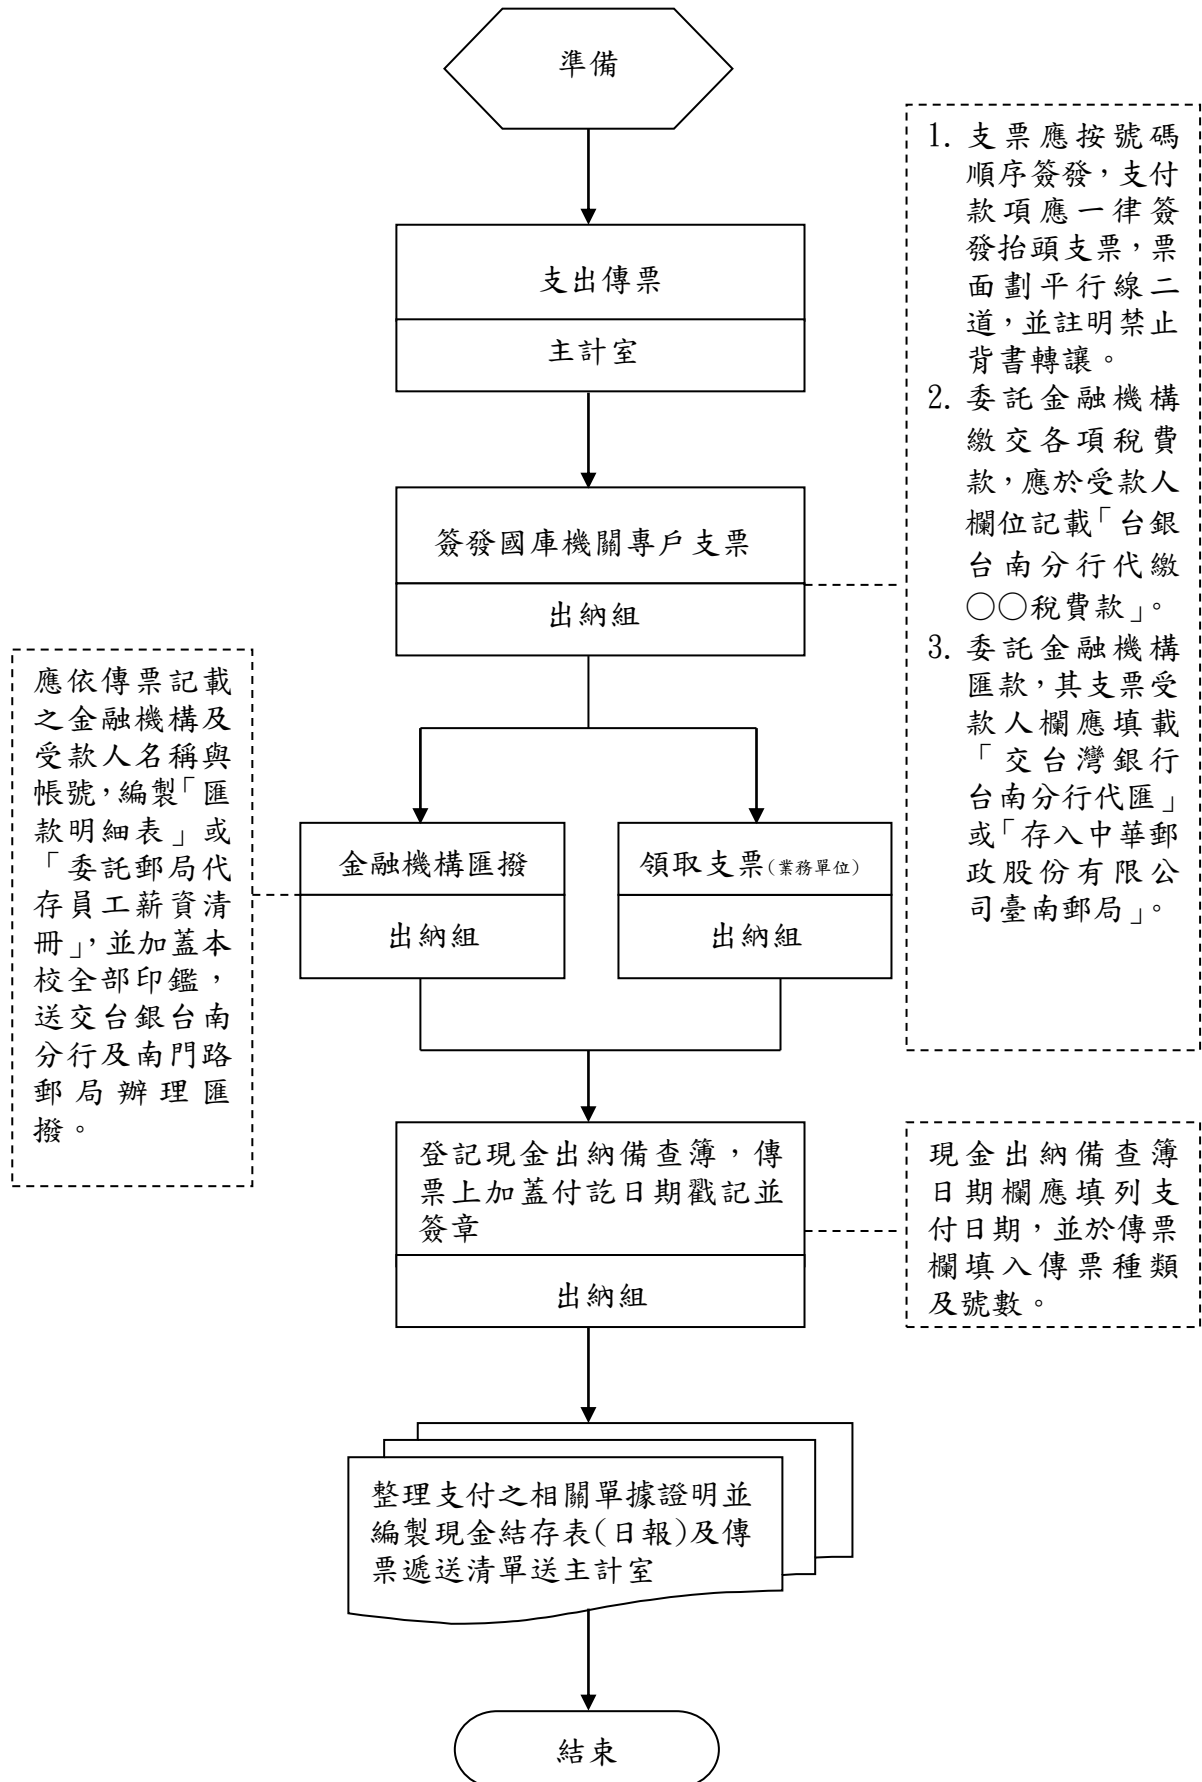 準備
支出傳票
主計室
簽發國庫機關專戶支票
出納組
1. 支票應按號碼
順序簽發，支付
款項應一律簽
發抬頭支票，票
面劃平行線二
道，並註明禁止
背書轉讓。
2. 委託金融機構
繳交各項稅費
款，應於受款人
欄位記載「台銀
台南分行代繳
○○稅費款」。
3. 委託金融機構
匯款，其支票受
款人欄應填載
「交台灣銀行
台南分行代匯」
或「存入中華郵
政股份有限公
司臺南郵局」。
應依傳票記載
之金融機構及
受款人名稱與
帳號，編製「匯
款明細表」或
「委託郵局代
存員工薪資清
冊」，並加蓋本
校全部印鑑，
送交台銀台南
分行及南門路
郵局辦理匯
撥。
金融機構匯撥
出納組
領取支票(業務單位)
出納組
登記現金出納備查簿，傳
票上加蓋付訖日期戳記並
簽章
出納組
現金出納備查簿
日期欄應填列支
付日期，並於傳票
欄填入傳票種類
及號數。
整理支付之相關單據證明並
編製現金結存表(日報)及傳
票遞送清單送主計室
結束